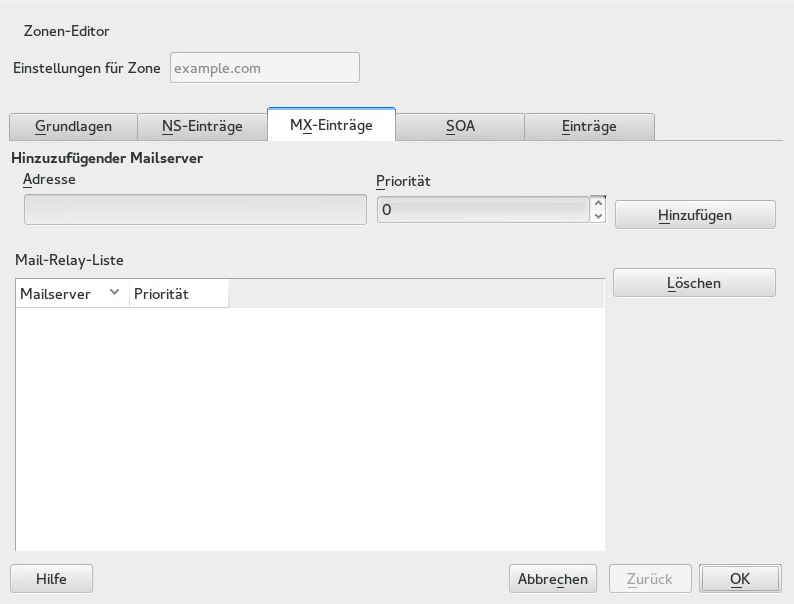 Zonen-Editor
Einstellungen für Zone example.com
Grundlagen NS-Einträge MX-Einträge SOA Einträge
Hinzuzufügender Mailserver
Adresse Priorität
0 Hinzufügen
Mail-Relay-Liste
Löschen
Mailserver Priorität
Hilfe Abbrechen Zurück OK